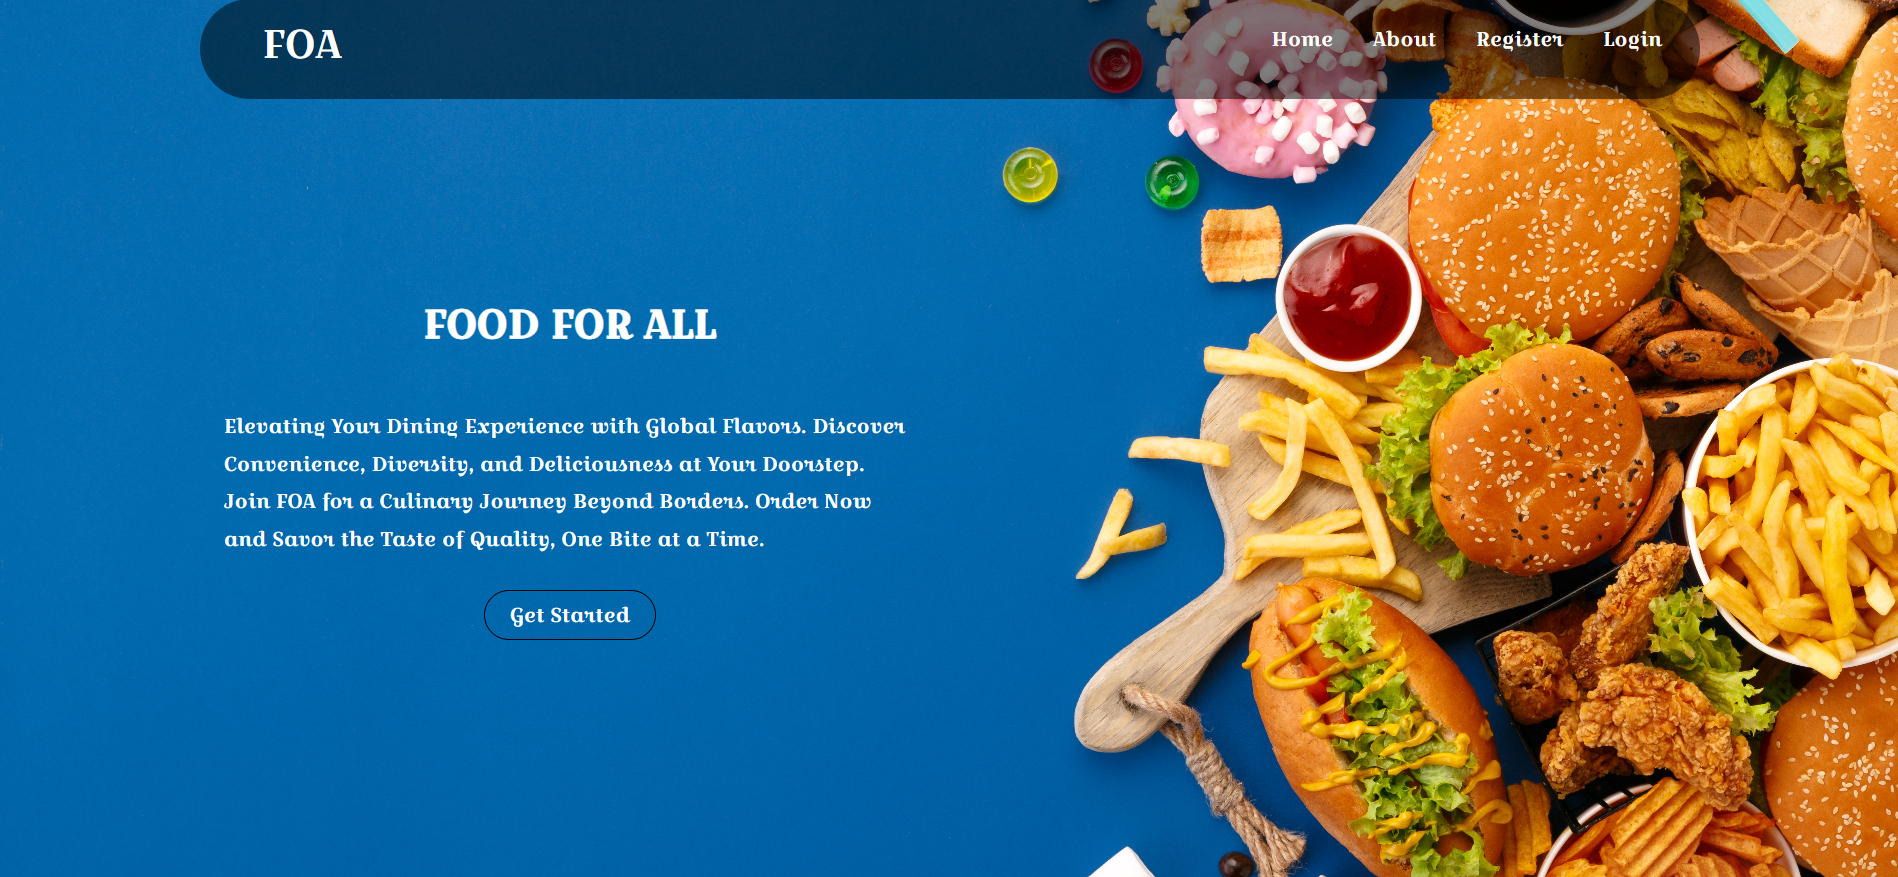 FOA
Home About Register Login
FOOD FOR ALL
Elevating Your Dining Experience with Global Flavors. Discover
Convenience, Diversity, and Deliciousness at Your Doorstep.
Join FOA for a Culinary Journey Beyond Borders. Order Now
and Savor the Taste of Quality, One Bite at a Time.
Get Started